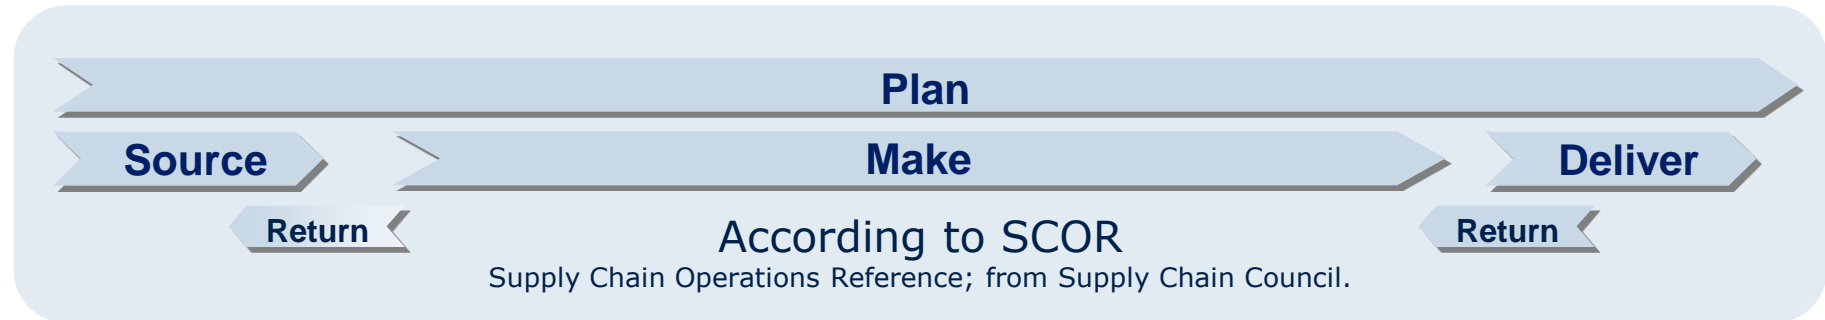 Plan
Source
Make
Deliver
Return
According to SCOR
Return
Supply Chain Operations Reference; from Supply Chain Council.